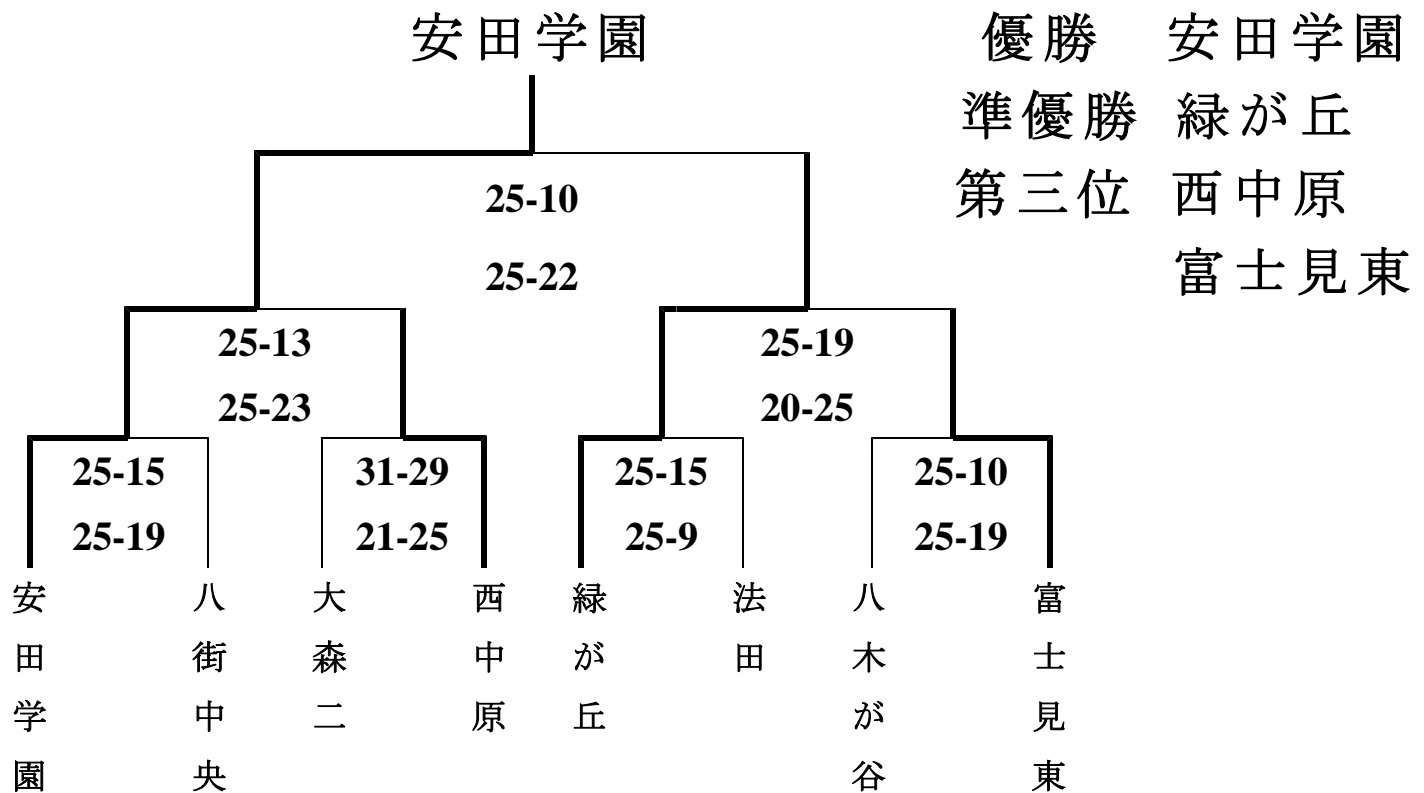 安田学園
優勝 安田学園
準優勝 緑が丘
第三位 西中原
富士見東
25-10
25-22
25-13
25-23
25-19
20-25
25-15
25-19
31-29
21-25
25-15
25-9
25-10
25-19
安田学園
八街中央
大森二
西中原
緑が丘
法田
八木が谷
富士見東